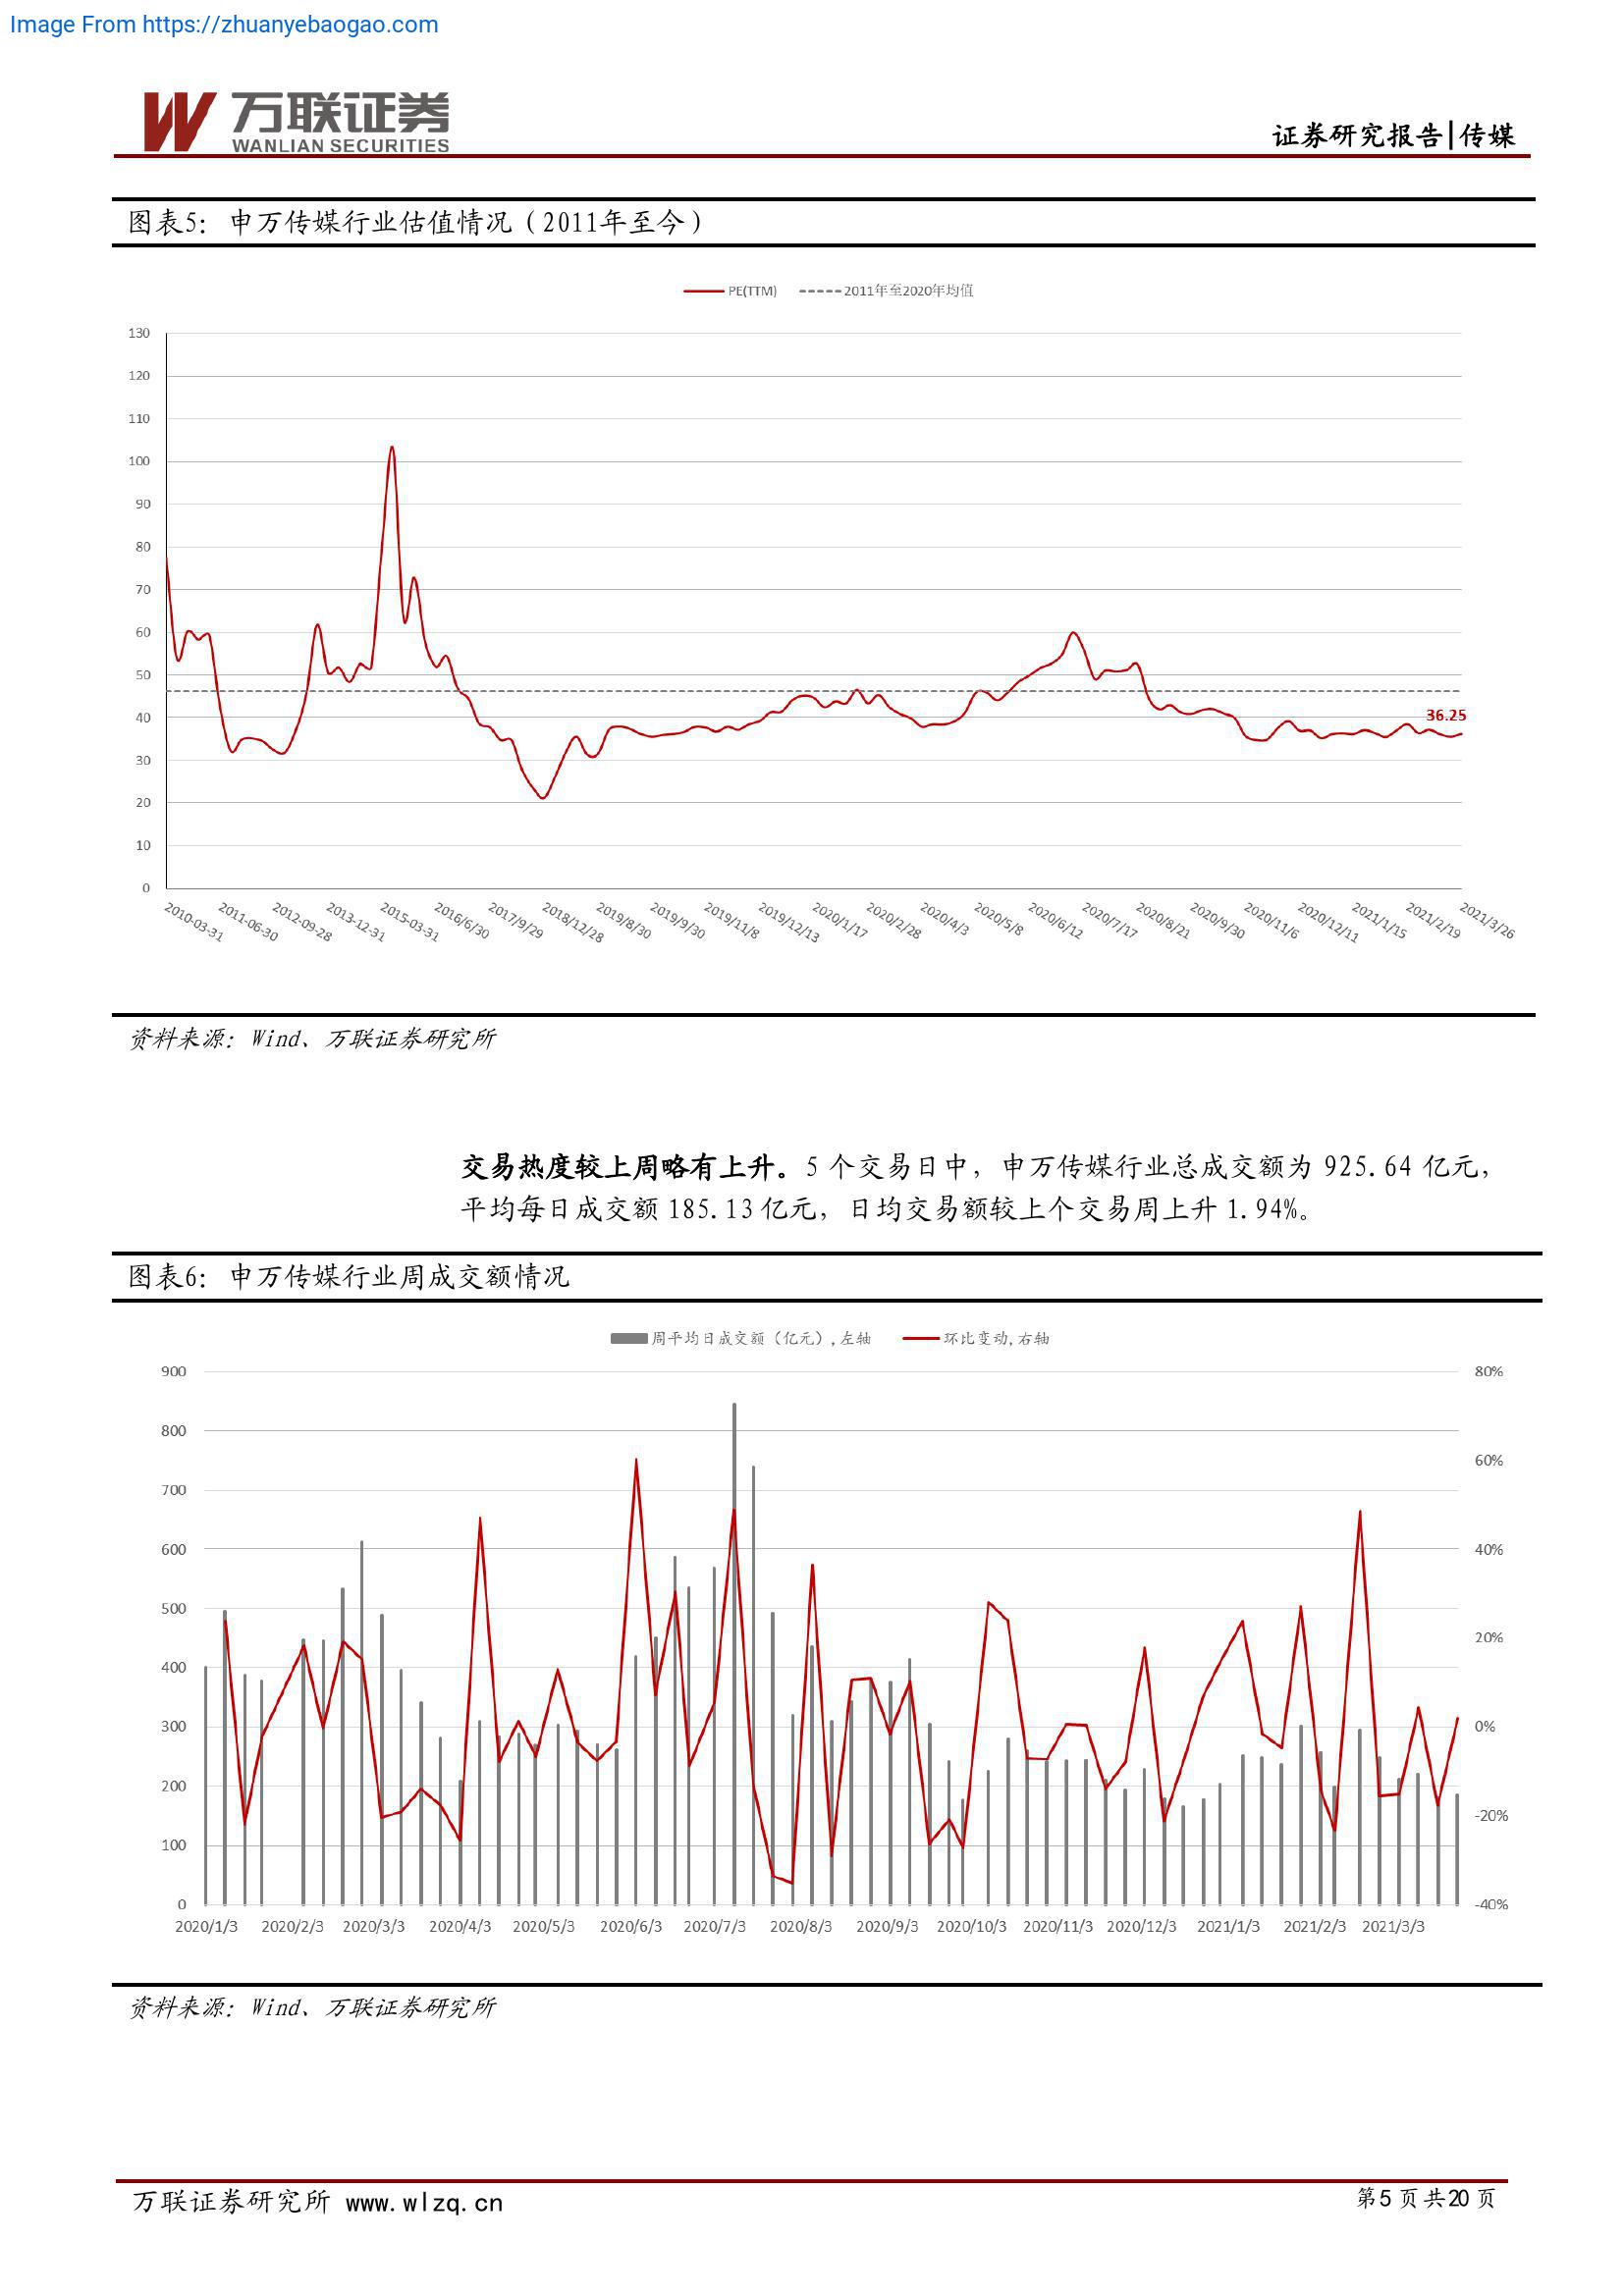 Image From https://zhuanyebaogao.com
万联证券
WANLIAN SECURITIES
证券研究报告|传媒
图表5：申万传媒行业估值情况（2011年至今）
PE(TTM) 2011年至2020年均值
130
120
110
100
90
80
70
60
50
40
30
20
10
0
36.25
2010-03-31 2011-06-30 2012-09-28 2013-12-31 2015-03-31 2016/6/30 2017/9/29 2018/12/28 2019/8/30 2019/9/30 2019/11/8 2019/12/13 2020/1/17 2020/2/28 2020/4/3 2020/5/8 2020/6/12 2020/7/17 2020/8/21 2020/9/30 2020/11/6 2020/12/11 2021/1/15 2021/2/19 2021/3/26
资料来源：Wind、万联证券研究所
交易热度较上周略有上升。5 个交易日中，申万传媒行业总成交额为 925.64 亿元，
平均每日成交额 185.13 亿元，日均交易额较上个交易周上升 1.94%。
图表6：申万传媒行业周成交额情况
周平均日成交额（亿元）,左轴 环比变动,右轴
900 80%
800
60%
700
600 40%
500
20%
400
300 0%
200
-20%
100
0 -40%
2020/1/3 2020/2/3 2020/3/3 2020/4/3 2020/5/3 2020/6/3 2020/7/3 2020/8/3 2020/9/3 2020/10/3 2020/11/3 2020/12/3 2021/1/3 2021/2/3 2021/3/3
资料来源：Wind、万联证券研究所
万联证券研究所 www.wlzq.cn
第5 页 共20 页